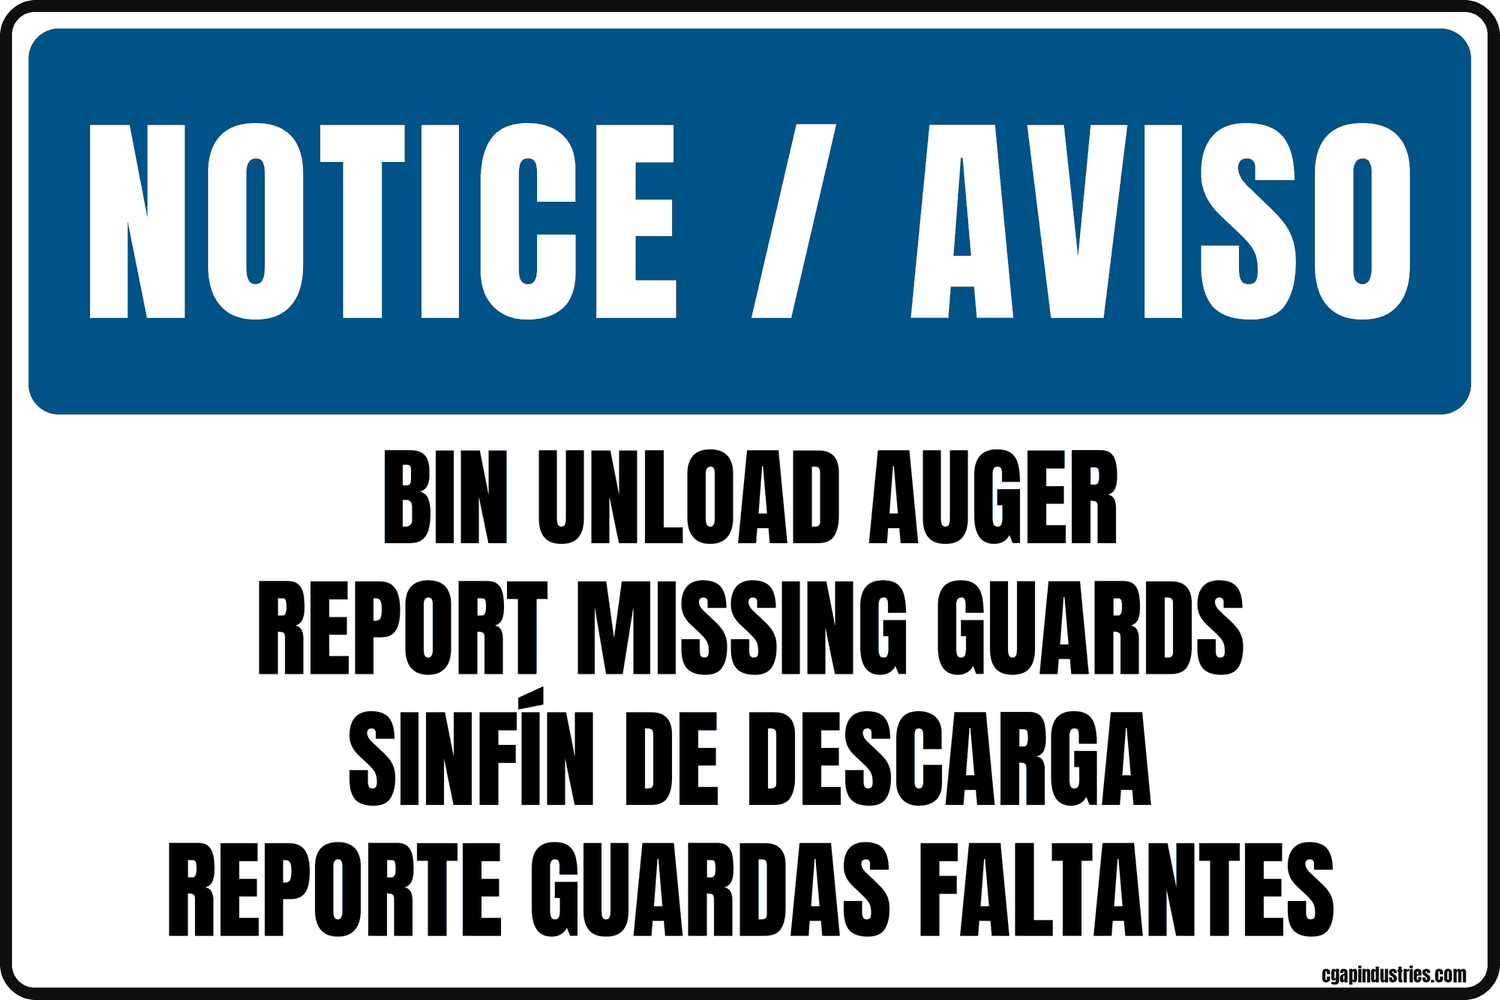 NOTICE / AVISO
BIN UNLOAD AUGER
REPORT MISSING GUARDS
SINFÍN DE DESCARGA
REPORTE GUARDAS FALTANTES
cgapindustries.com